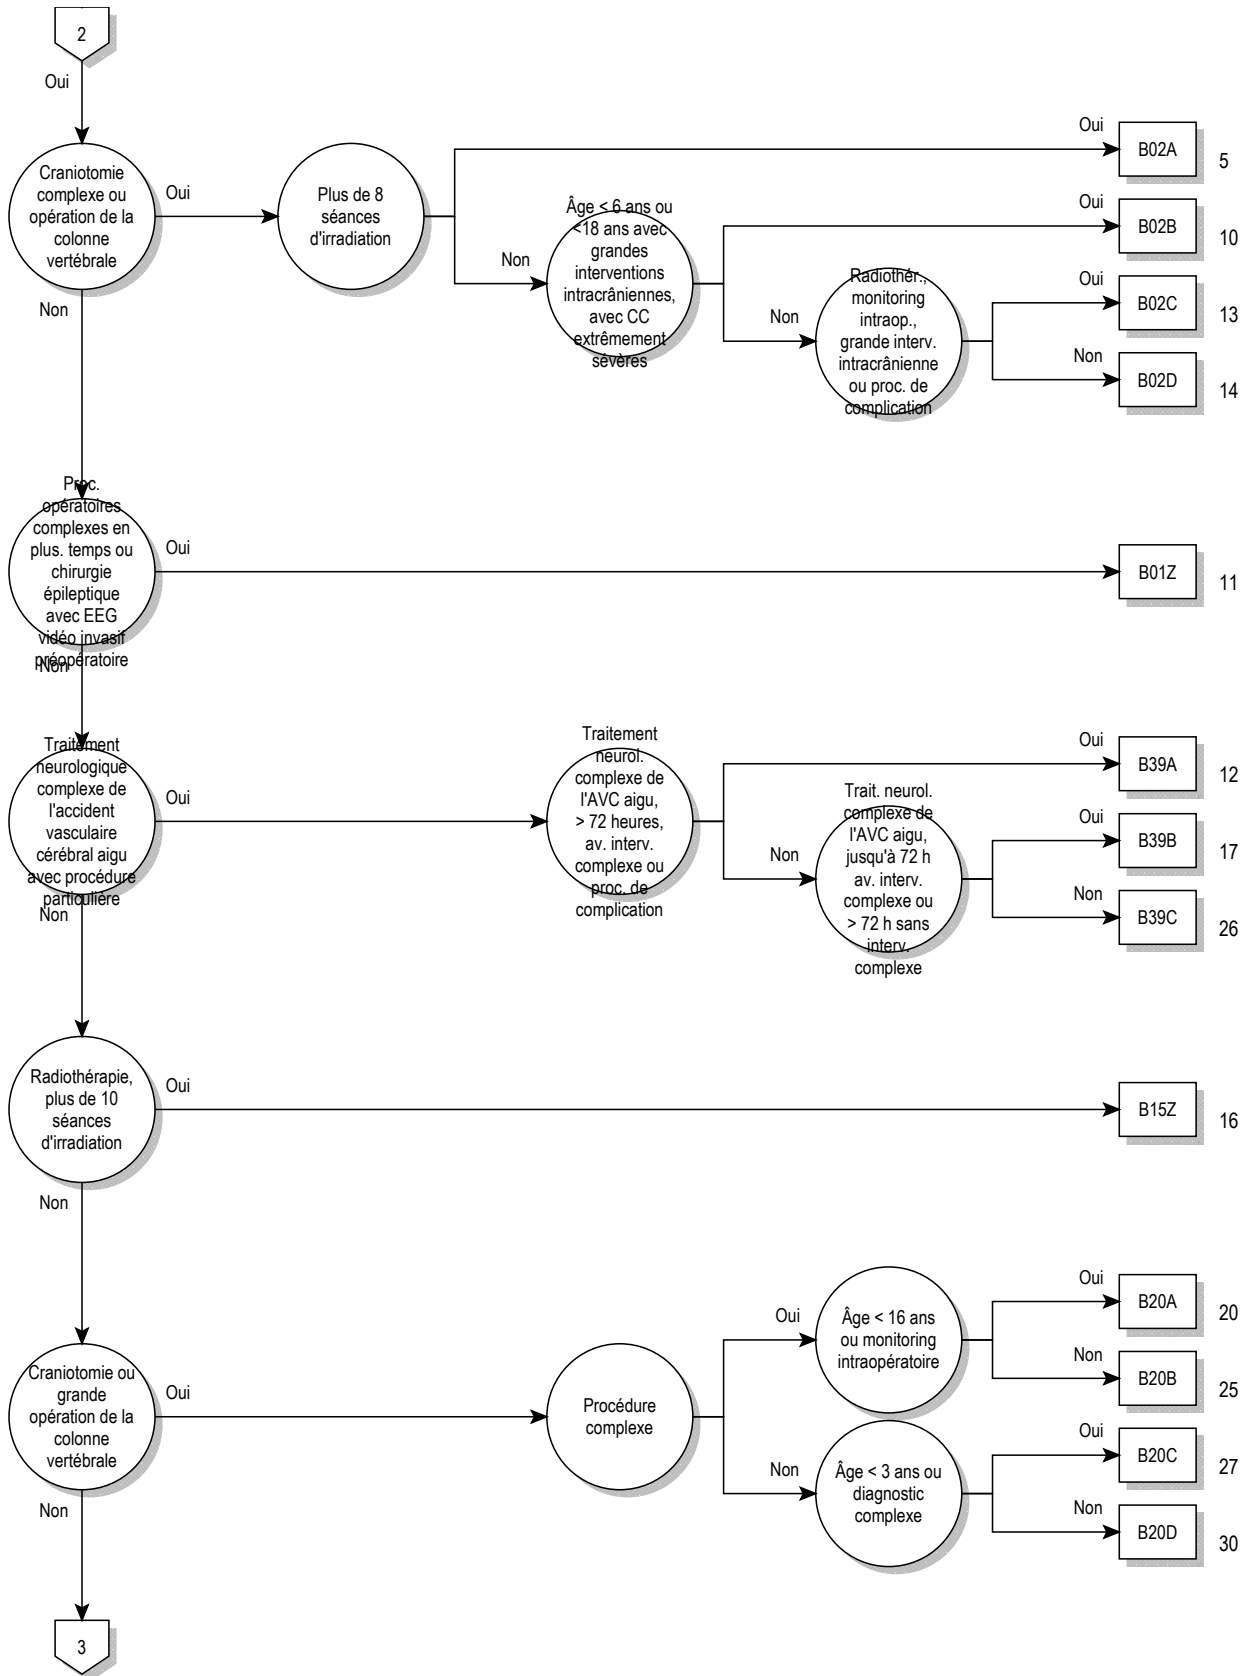 2
Oui
Craniotomie
complexe ou
opération de la
colonne
vertébrale
Oui
Plus de 8
séances
d'irradiation
Oui
B02A
5
Non
Âge < 6 ans ou
<18 ans avec
grandes
interventions
intracrâniennes,
avec CC
extrêmement
sévères
Oui
B02B
10
Non
Radiothér.,
monitoring
intraop.,
grande interv.
intracrânienne
ou proc. de
complication
Oui
B02C
13
Non
B02D
14
Non
Proc.
opératoires
complexes en
plus. temps ou
chirurgie
épileptique
avec EEG
vidéo invasif
préopératoire
Oui
B01Z
11
Non
Traitement
neurologique
complexe de
l'accident
vasculaire
cérébral aigu
avec procédure
particulière
Oui
Traitement
neurol.
complexe de
l'AVC aigu,
> 72 heures,
av. interv.
complexe ou
proc. de
complication
Oui
B39A
12
Non
Trait. neurol.
complexe de
l'AVC aigu,
jusqu'à 72 h
av. interv.
complexe ou
> 72 h sans
interv.
complexe
Oui
B39B
17
Non
B39C
26
Non
Radiothérapie,
plus de 10
séances
d'irradiation
Oui
B15Z
16
Non
Craniotomie ou
grande
opération de la
colonne
vertébrale
Oui
Procédure
complexe
Oui
Âge < 16 ans
ou monitoring
intraopératoire
Oui
B20A
20
Non
B20B
25
Non
Âge < 3 ans ou
diagnostic
complexe
Oui
B20C
27
Non
B20D
30
Non
3